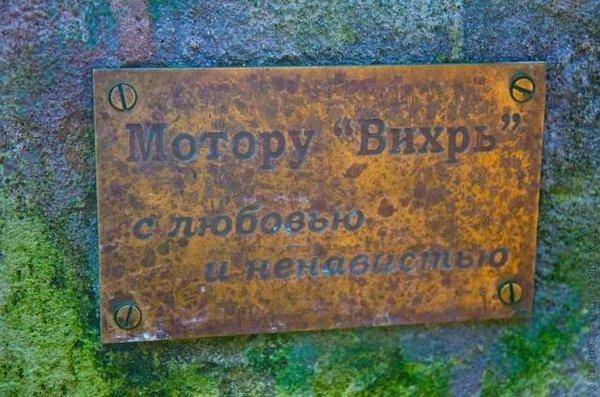 Мотору “Вихрь”
с любовью
и ненавистью